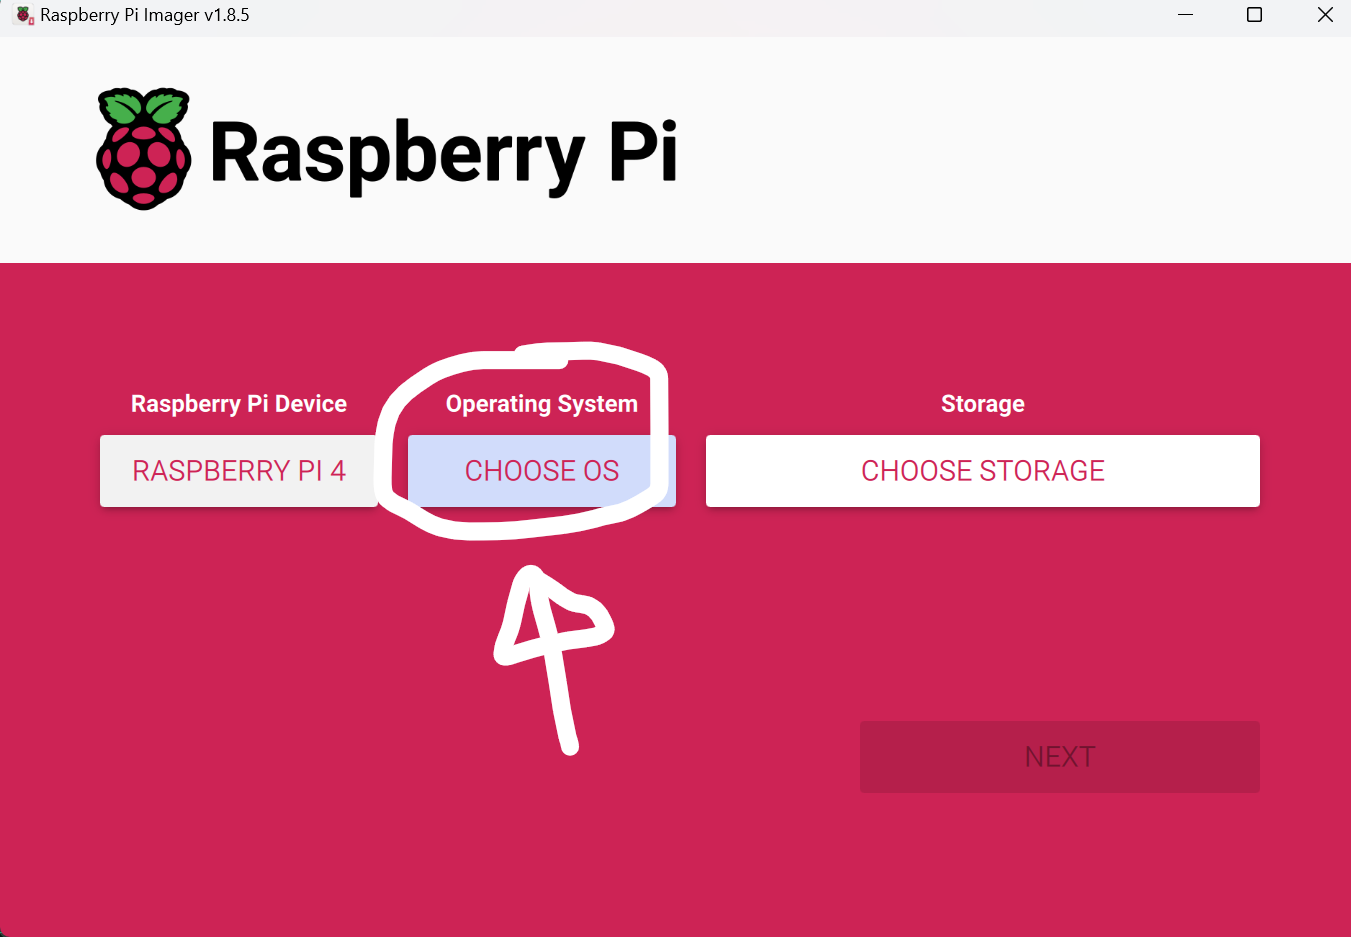 Raspberry Pi Imager v1.8.5
Raspberry Pi
Raspberry Pi Device
Operating System
Storage
RASPBERRY PI 4
CHOOSE OS
CHOOSE STORAGE
NEXT